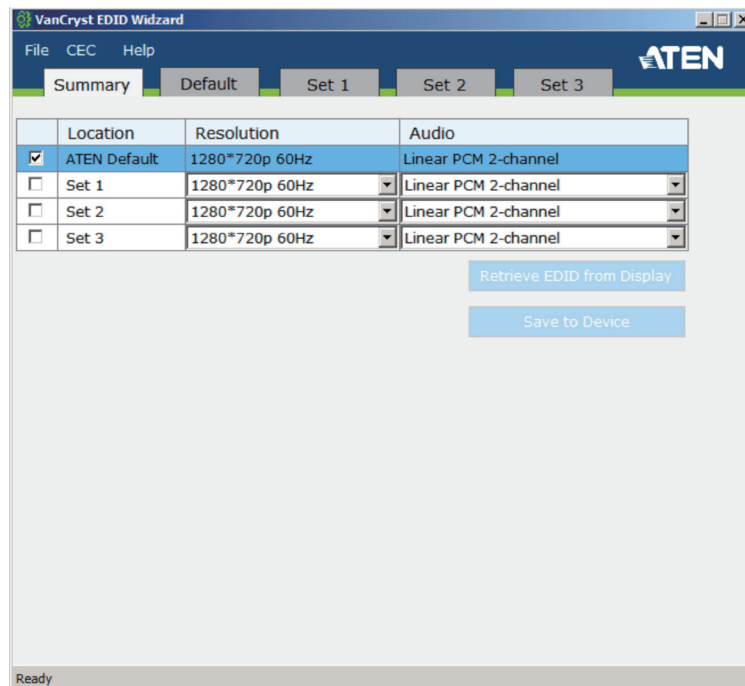 VanCryst EDID Widzard
File CEC Help
ATEN
Summary Default Set 1 Set 2 Set 3
Location Resolution Audio
ATEN Default 1280*720p 60Hz Linear PCM 2-channel
Set 1 1280*720p 60Hz Linear PCM 2-channel
Set 2 1280*720p 60Hz Linear PCM 2-channel
Set 3 1280*720p 60Hz Linear PCM 2-channel
Retrieve EDID from Display
Save to Device
Ready